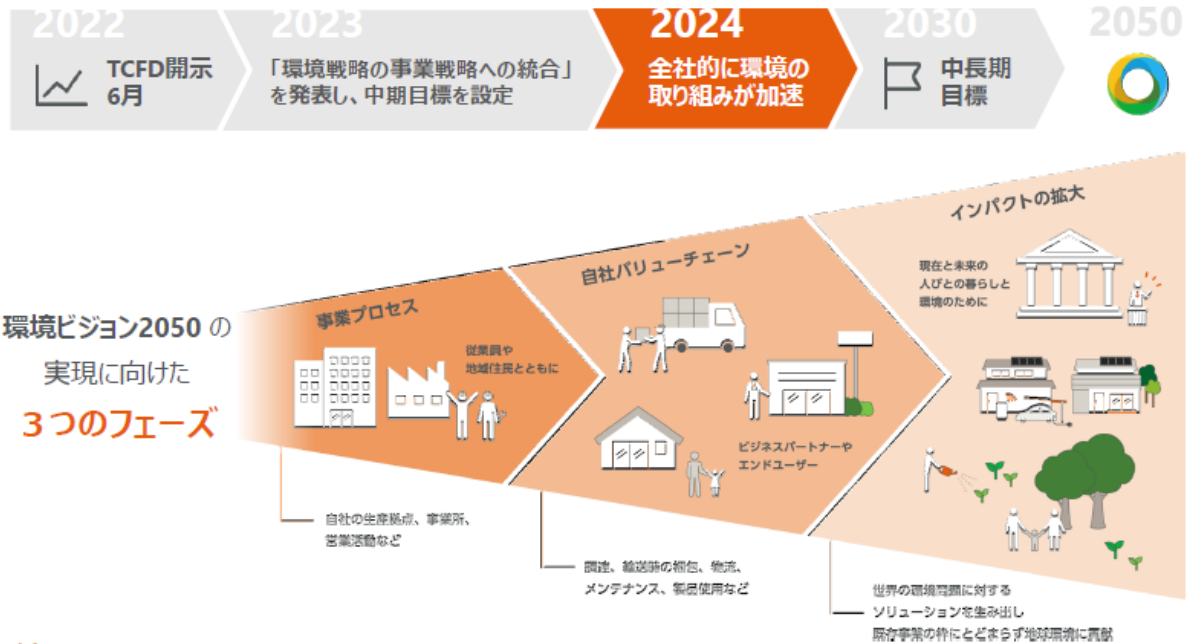 2022
TCFD開示
6月
2023
「環境戦略の事業戦略への統合」
を発表し、中期目標を設定
2024
全社的に環境の
取り組みが加速
2030
中長期
目標
2050
環境ビジョン2050 の
実現に向けた
3つのフェーズ
事業プロセス
従業員や
地域住民とともに
自社の生産拠点、事業所、
営業活動など
自社バリューチェーン
ビジネスパートナーや
エンドユーザー
調達、輸送時の梱包、物流、
メンテナンス、製品使用など
インパクトの拡大
現在と未来の
人びとの暮らしと
環境のために
世界の環境問題に対する
ソリューションを生み出し
既存事業の枠にとどまらず地球環境に貢献